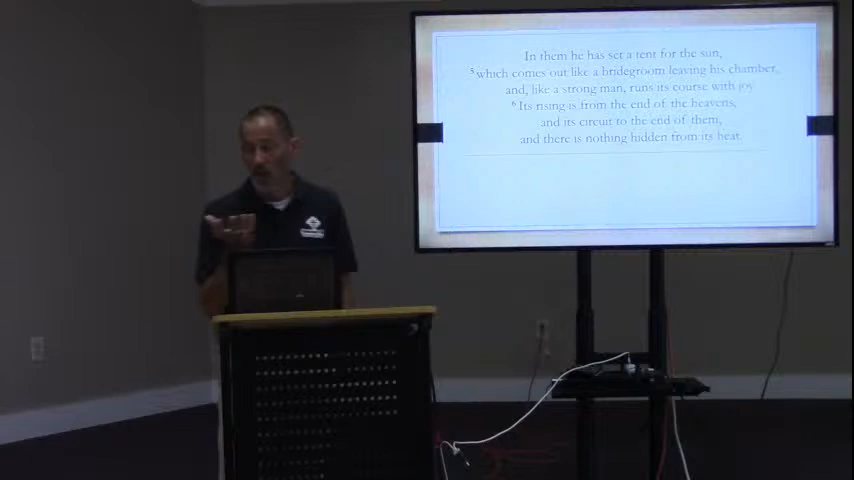 In them he has set a tent for the sun,
5 which comes out like a bridegroom leaving his chamber,
and, like a strong man, runs its course with joy
6 Its rising is from the end of the heavens,
and its circuit to the end of them,
and there is nothing hidden from its heat.